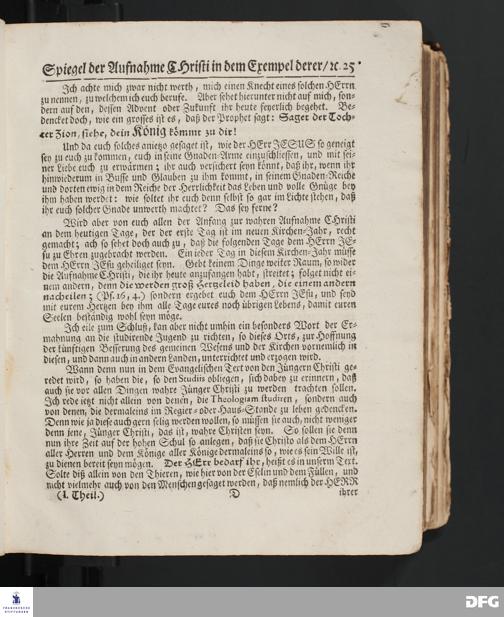 Spiegel der Aufnahme CHristi in dem Exempel derer/ ꝛc. 25
Jch achte mich zwar nicht werth, mich einen Knecht eines solchen HErrn
zu nennen, zu welchem ich euch berufe. Aber sehet hierunter nicht auf mich, son-
dern auf den, dessen Advent oder Zukunft ihr heute feyerlich begehet. Be-
dencket doch, wie ein grosses ist es, daß der Prophet sagt: Saget der Toch-
ter Zion, siehe, dein König kömmt zu dir!
Und da euch solches anietzo gesaget ist, wie der HErr JESUS so geneigt
sey zu euch zu kommen, euch in seine Gnaden-Arme einzuschliessen, und mit sei-
ner Liebe euch zu erwärmen; ihr auch versichert seyn könnt, daß ihr, wenn ihr
hinwiederum in Busse und Glauben zu ihm kommt, in seinem Gnaden-Reiche
und dorten ewig in dem Reiche der Herrlichkeit das Leben und volle Gnüge bey
ihm haben werdet: wie soltet ihr euch denn selbst so gar im Lichte stehen, daß
ihr euch solcher Gnade unwerth machtet? Das sey ferne!
Wird aber von euch allen der Anfang zur wahren Aufnahme CHristi
an dem heutigen Tage, der der erste Tag ist im neuen Kirchen-Jahr, recht
gemacht; ach so sehet doch auch zu, daß die folgenden Tage dem HErrn JE-
su zu Ehren zugebracht werden. Ein ieder Tag in diesem Kirchen-Jahr müsse
dem HErrn JEsu geheiliget seyn. Gebt keinem Dinge weiter Raum, so wider
die Aufnahme CHristi, die ihr heute anzufangen habt, streitet; folget nicht ei-
nem andern, denn die werden groß Hertzeleid haben, die einem andern
nacheilen; (Ps. 16, 4.) sondern ergebet euch dem HErrn JEsu, und seyd
mit eurem Hertzen bey ihm alle Tage eures noch übrigen Lebens, damit euren
Seelen beständig wohl seyn möge.
Jch eile zum Schluß, kan aber nicht umhin ein besonders Wort der Er-
mahnung an die studirende Jugend zu richten, so dieses Orts, zur Hoffnung
der künftigen Besserung des gemeinen Wesens und der Kirchen vornemlich in
diesen, und dann auch in andern Landen, unterrichtet und erzogen wird.
Wann denn nun in dem Evangelischen Text von den Jüngern Christi ge-
redet wird, so haben die, so den Studiis obliegen, sich dabey zu erinnern, daß
auch sie vor allen Dingen wahre Jünger Christi zu werden trachten sollen.
Jch rede ietzt nicht allein von denen, die Theologiam studiren, sondern auch
von denen, die dermaleins im Regier- oder Haus-Stande zu leben gedencken.
Denn wie ja diese auch gern selig werden wollen, so müssen sie auch, nicht weniger
denn jene, Jünger Christi, das ist, wahre Christen seyn. So sollen sie denn
nun ihre Zeit auf der hohen Schul so anlegen, daß sie Christo als dem HErrn
aller Herren und dem Könige aller Könige dermaleins so, wie es sein Wille ist,
zu dienen bereit seyn mögen. Der HErr bedarf ihr, heißt es in unserm Text.
Solte diß allein von den Thieren, wie hier von der Eselin und dem Füllen, und
nicht vielmehr auch von den Menschen gesaget werden, daß nemlich der HERR
(I. Theil.) D ihrer
FRANCKESCHE
STIFTUNGEN
DFG